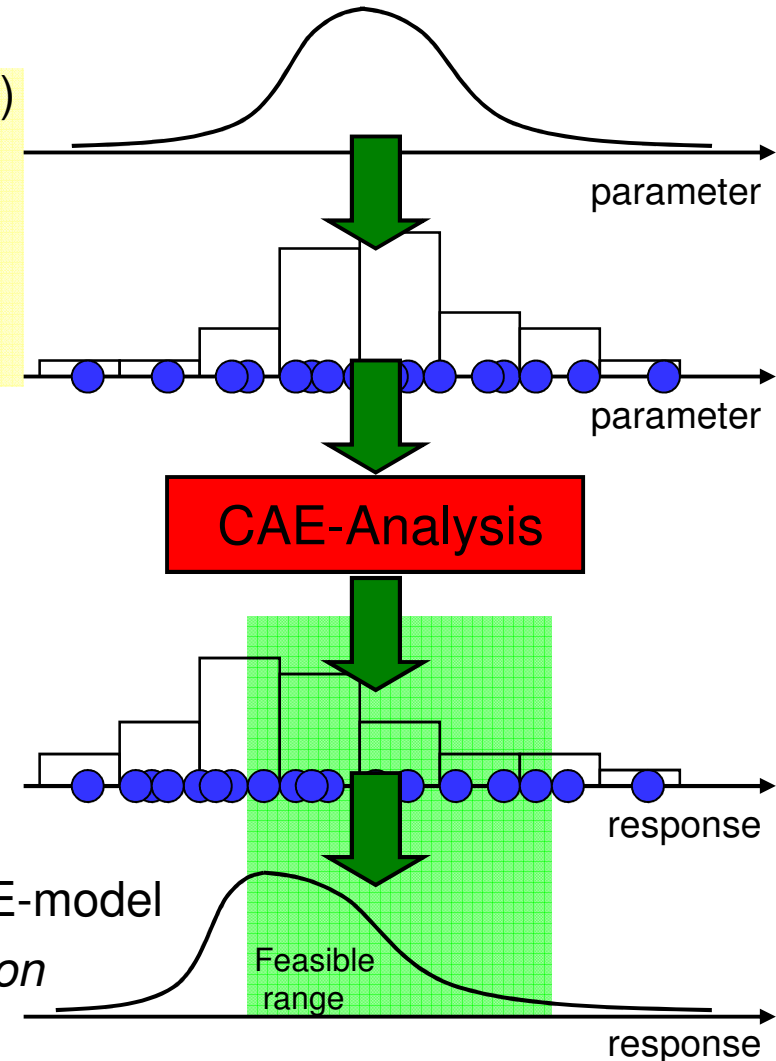 )
parameter
parameter
CAE-Analysis
response
E-model
on
Feasible
range
response